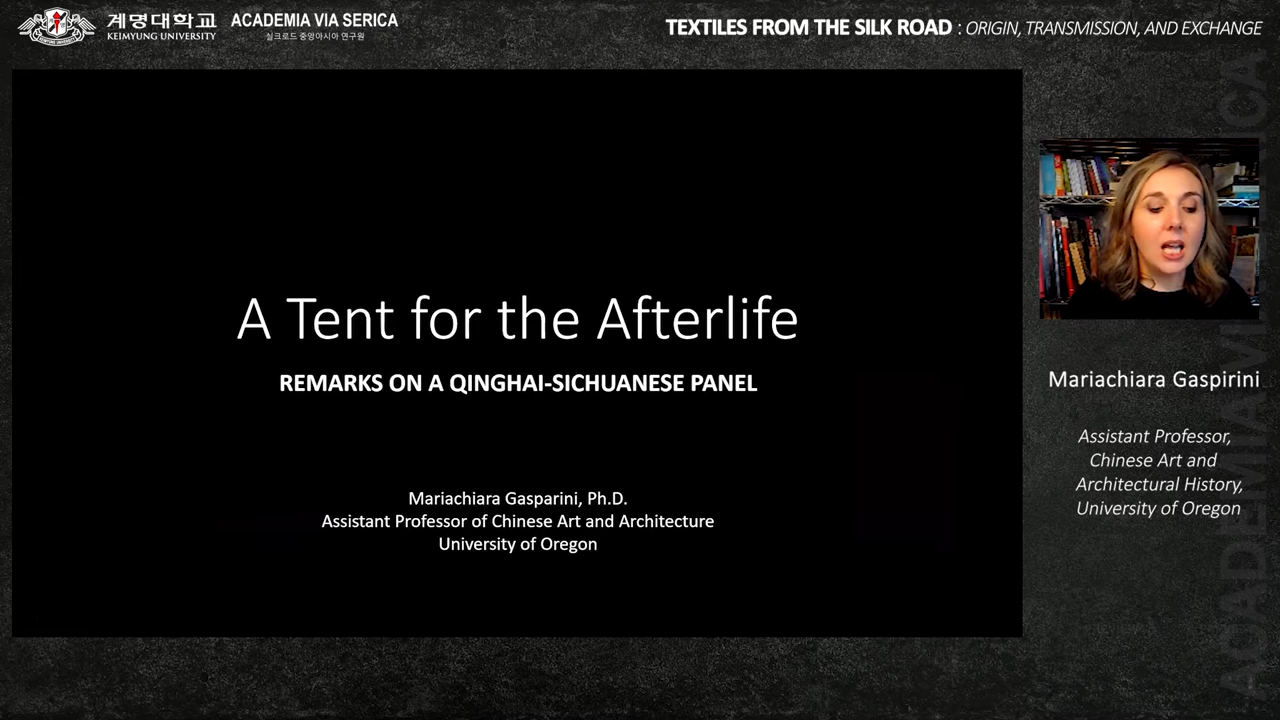 계명대학교
KEIMYUNG UNIVERSITY
ACADEMIA VIA SERICA
실크로드 중앙아시아 연구원
TEXTILES FROM THE SILK ROAD : ORIGIN, TRANSMISSION, AND EXCHANGE
A Tent for the Afterlife
REMARKS ON A QINGHAI-SICHUANESE PANEL
Mariachiara Gasparini, Ph.D.
Assistant Professor of Chinese Art and Architecture
University of Oregon
Mariachiara Gaspirini
Assistant Professor,
Chinese Art and
Architectural History,
University of Oregon